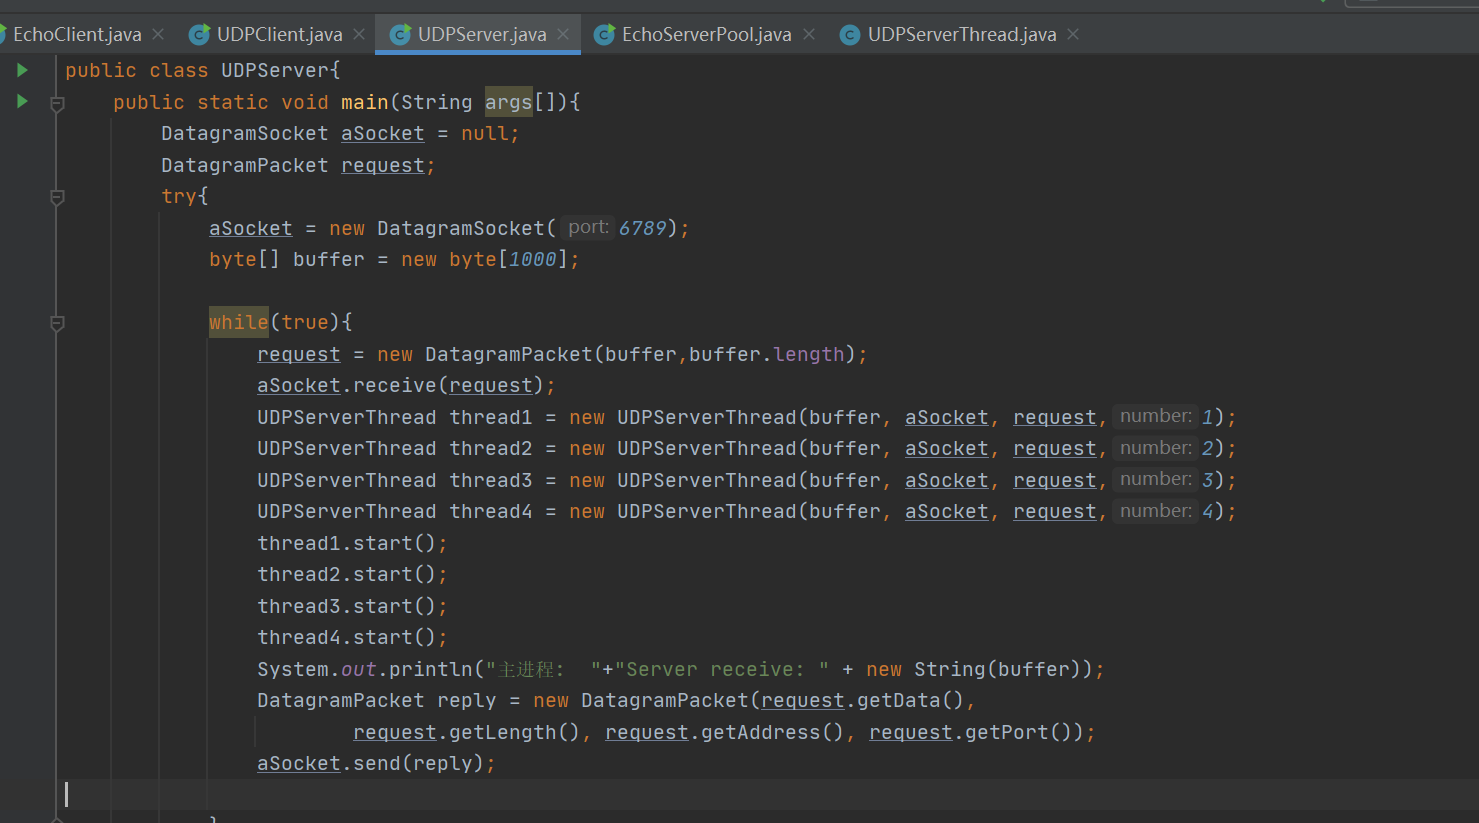 EchoClient.java UDPClient.java UDPServer.java EchoServerPool.java UDPServerThread.java
public class UDPServer{
public static void main(String args[]){
DatagramSocket aSocket = null;
DatagramPacket request;
try{
aSocket = new DatagramSocket( port: 6789);
byte[] buffer = new byte[1000];
while(true){
request = new DatagramPacket(buffer,buffer.length);
aSocket.receive(request);
UDPServerThread thread1 = new UDPServerThread(buffer, aSocket, request, number: 1);
UDPServerThread thread2 = new UDPServerThread(buffer, aSocket, request, number: 2);
UDPServerThread thread3 = new UDPServerThread(buffer, aSocket, request, number: 3);
UDPServerThread thread4 = new UDPServerThread(buffer, aSocket, request, number: 4);
thread1.start();
thread2.start();
thread3.start();
thread4.start();
System.out.println("主进程:  "+"Server receive: " + new String(buffer));
DatagramPacket reply = new DatagramPacket(request.getData(),
request.getLength(), request.getAddress(), request.getPort());
aSocket.send(reply);
}